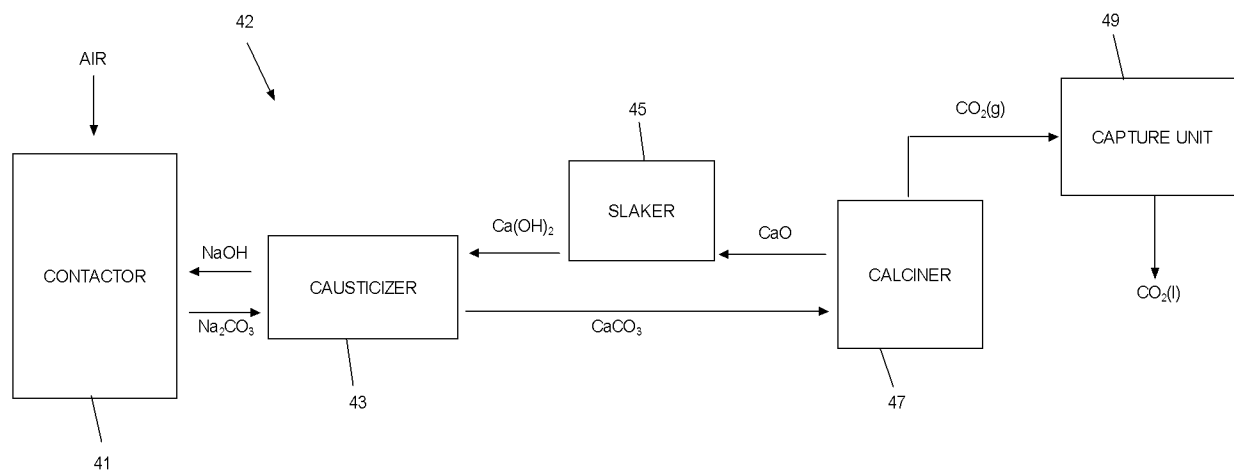 42
49
AIR
45
CO₂(g)
CAPTURE UNIT
SLAKER
Ca(OH)₂
CaO
NaOH
CONTACTOR
CAUSTICIZER
CALCINER
CO₂(l)
Na₂CO₃
CaCO₃
43
47
41